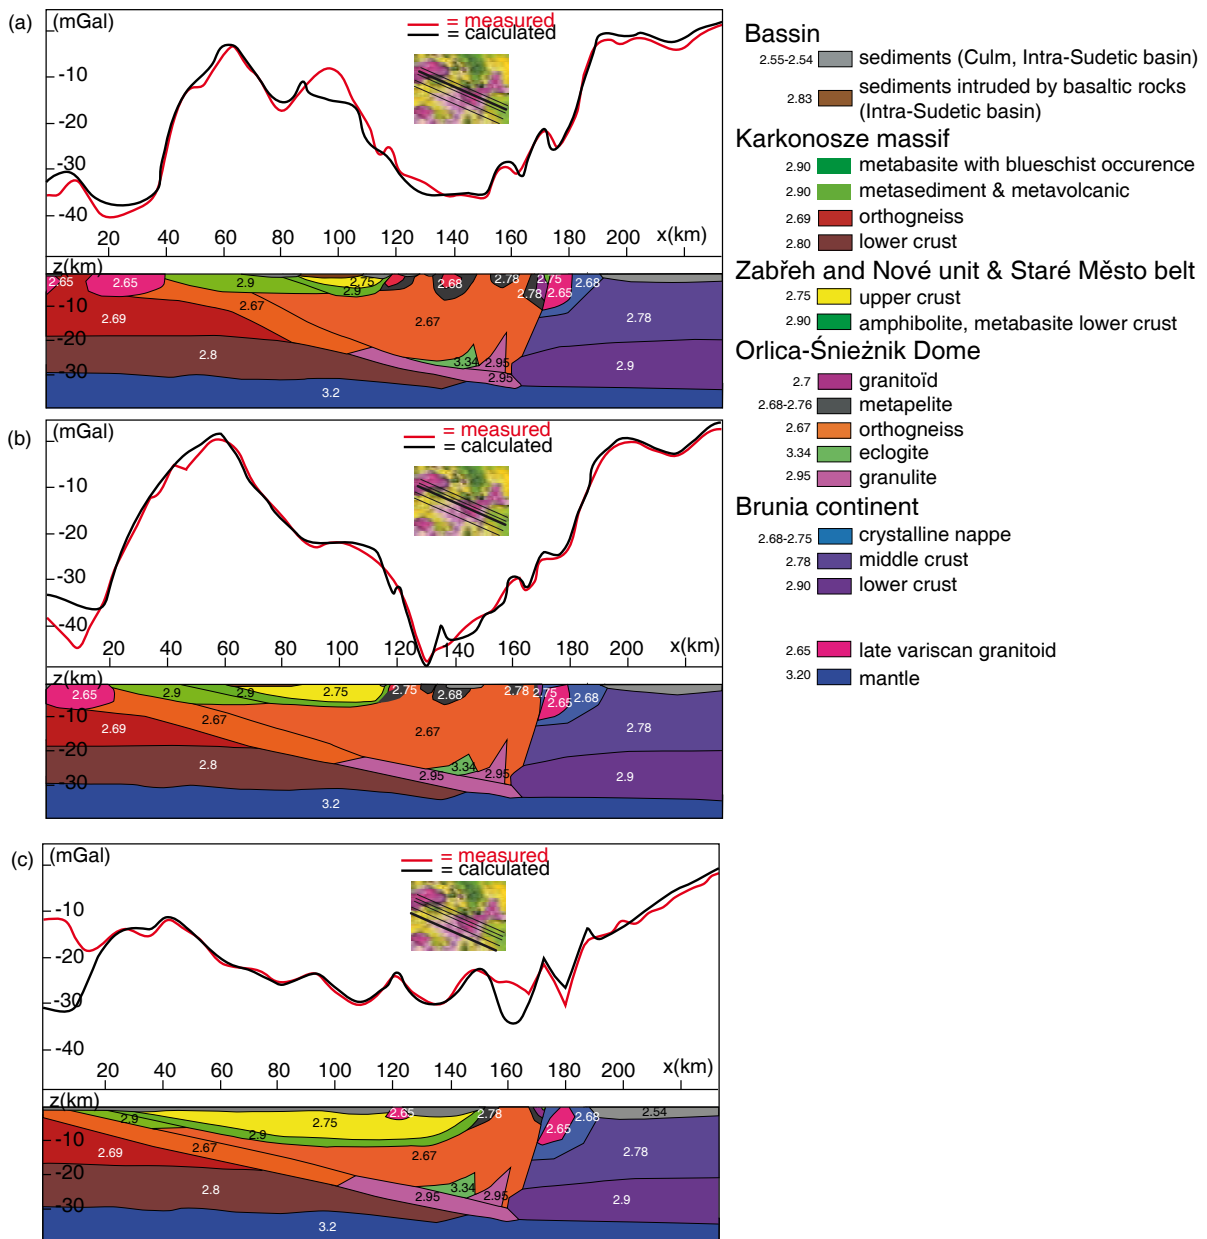 (a)
(mGal)
= measured
= calculated
-10
-20
-30
-40
20 40 60 80 100 120 140 160 180 200 x(km)
z(km)
2.65 2.65 2.9 2.75 2.9 2.68 2.78 2.78 2.75 2.65 2.68
-10 2.69 2.67 2.67 2.78
-20
2.8 3.34 2.95 2.95 2.9
-30
3.2
(b)
(mGal)
= measured
= calculated
-10
-20
-30
-40
20 40 60 80 100 120 140 160 180 200 x(km)
z(km)
2.65 2.9 2.9 2.75 2.75 2.68 2.78 2.75 2.65 2.68
-10 2.69 2.67 2.67 2.78
-20
2.8 2.95 3.34 2.95 2.9
-30
3.2
(c)
(mGal)
= measured
= calculated
-10
-20
-30
-40
20 40 60 80 100 120 140 160 180 200 x(km)
z(km)
2.9 2.9 2.75 2.65 2.78 2.65 2.68 2.54
-10 2.69 2.67 2.67 2.78
-20
2.8 2.95 3.34 2.95 2.9
-30
3.2
Bassin
2.55-2.54 sediments (Culm, Intra-Sudetic basin)
2.83 sediments intruded by basaltic rocks
(Intra-Sudetic basin)
Karkonosze massif
2.90 metabasite with blueschist occurence
2.90 metasediment & metavolcanic
2.69 orthogneiss
2.80 lower crust
Zabřeh and Nové unit & Staré Město belt
2.75 upper crust
2.90 amphibolite, metabasite lower crust
Orlica-Śnieżnik Dome
2.7 granitoïd
2.68-2.76 metapelite
2.67 orthogneiss
3.34 eclogite
2.95 granulite
Brunia continent
2.68-2.75 crystalline nappe
2.78 middle crust
2.90 lower crust
2.65 late variscan granitoid
3.20 mantle